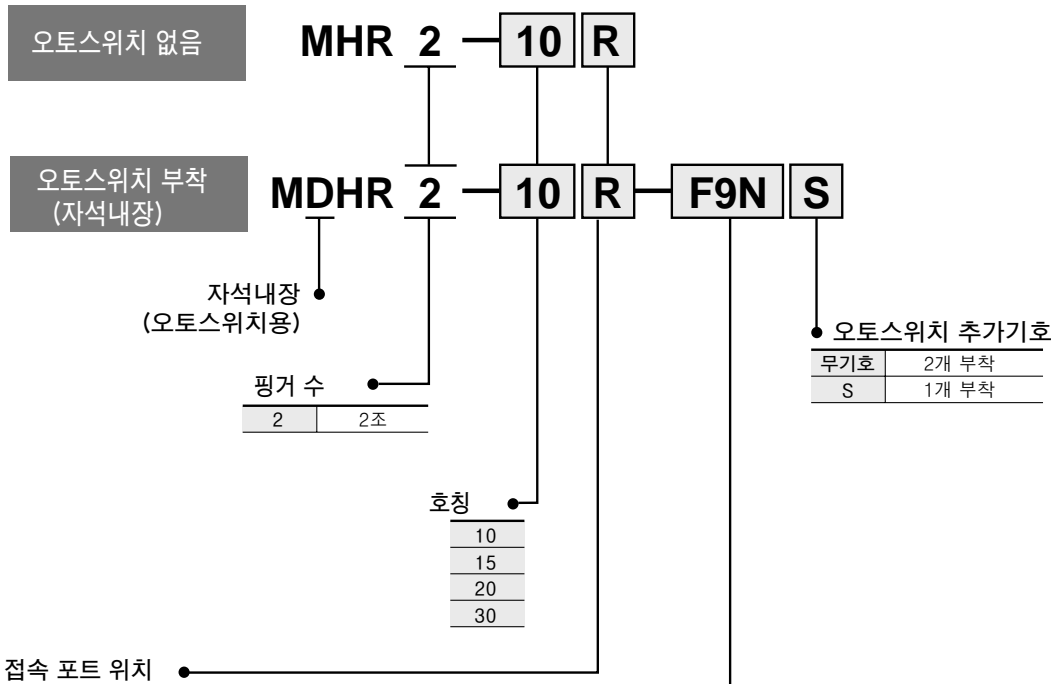 오토스위치 없음
MHR 2 — 10 R
오토스위치 부착
(자석내장)
MDHR 2 — 10 R — F9N S
자석내장
(오토스위치용)
오토스위치 추가기호
무기호 2개 부착
S 1개 부착
핑거 수
2 2조
호칭
10
15
20
30
접속 포트 위치